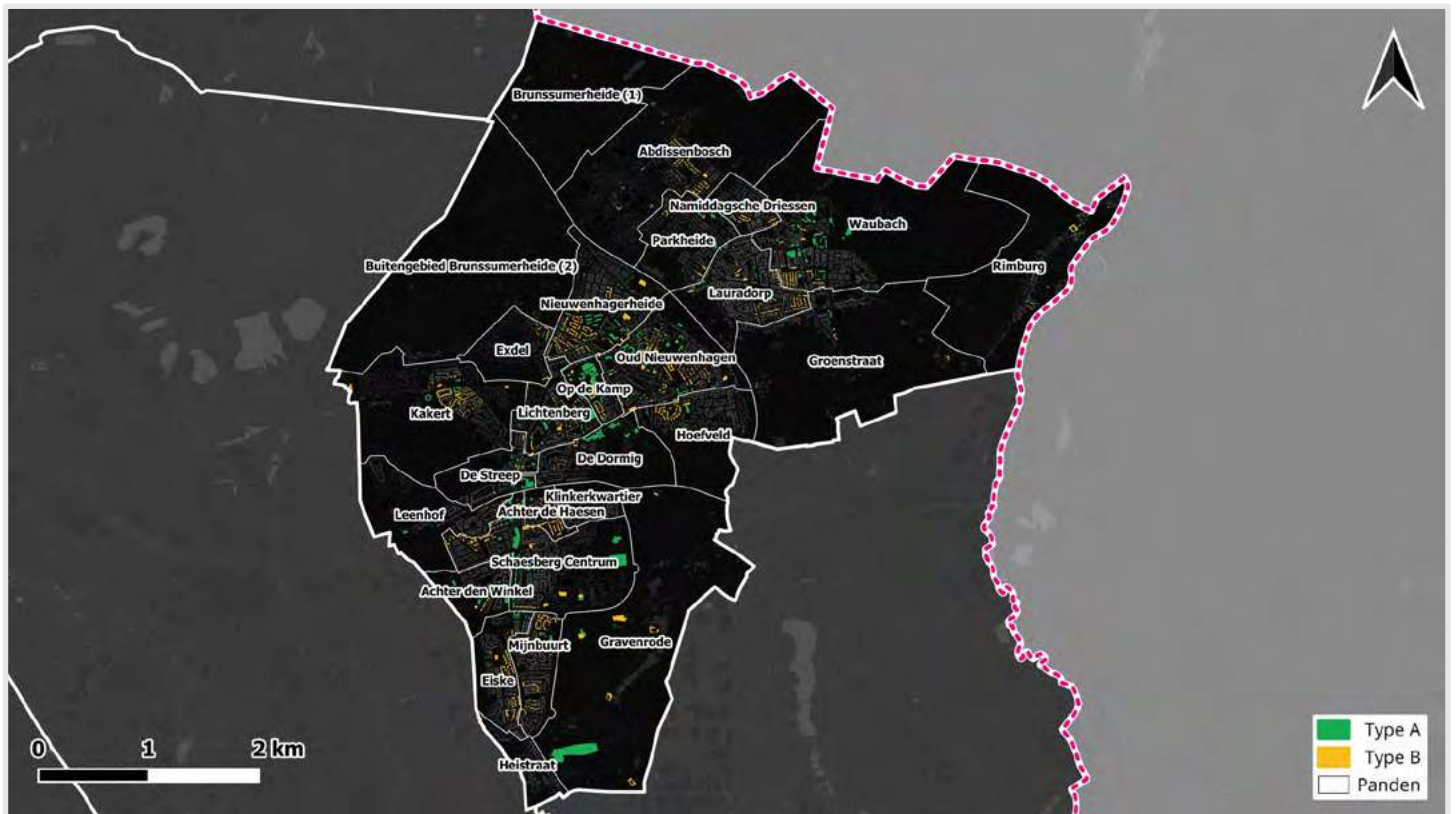 Brunssumerheide (1)
Abdissenbosch
Namiddagsche Driessen
Waubach
Parkheide
Buitengebied Brunssumerheide (2)
Rimburg
Lauradorp
Nieuwenhagerheide
Exdel
Oud Nieuwenhagen
Groenstraat
Op de Kamp
Kakert
Lichtenberg
Hoefveld
De Dormig
De Streep
Klinkerkwartier
Leenhof
Achter de Haesen
Schaesberg Centrum
Achter den Winkel
Mijnbuurt
Gravenrode
Eiske
Heistraat
0 1 2 km
Type A
Type B
Panden